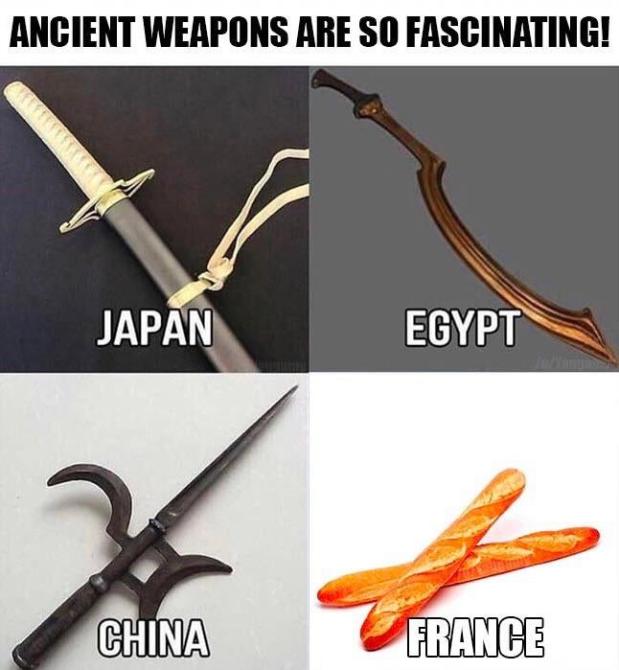 ANCIENT WEAPONS ARE SO FASCINATING!
JAPAN
EGYPT
CHINA
FRANCE